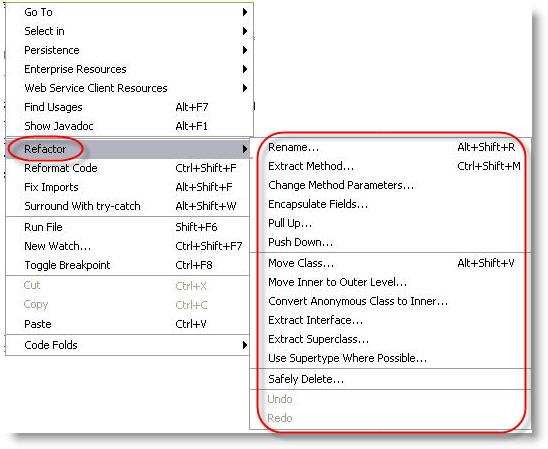 Go To
Select in
Persistence
Enterprise Resources
Web Service Client Resources
Find Usages Alt+F7
Show Javadoc Alt+F1
Refactor
Reformat Code Ctrl+Shift+F
Fix Imports Alt+Shift+F
Surround With try-catch Alt+Shift+W
Run File Shift+F6
New Watch... Ctrl+Shift+F7
Toggle Breakpoint Ctrl+F8
Cut Ctrl+X
Copy Ctrl+C
Paste Ctrl+V
Code Folds
Rename... Alt+Shift+R
Extract Method... Ctrl+Shift+M
Change Method Parameters...
Encapsulate Fields...
Pull Up...
Push Down...
Move Class... Alt+Shift+V
Move Inner to Outer Level...
Convert Anonymous Class to Inner...
Extract Interface...
Extract Superclass...
Use Supertype Where Possible...
Safely Delete...
Undo
Redo